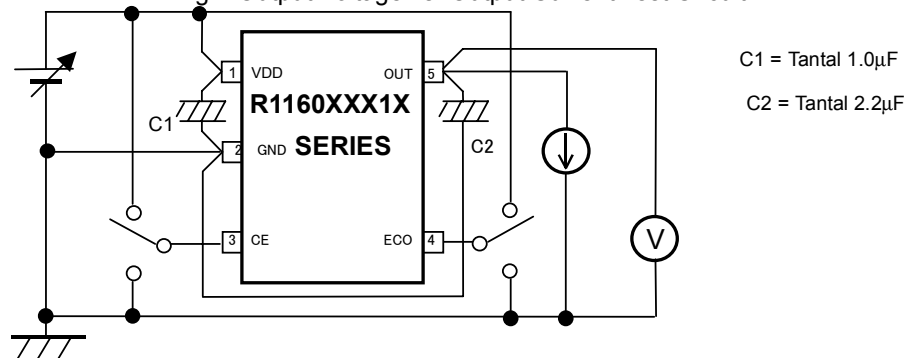 1 VDD OUT 5
C1 = Tantal 1.0μF
C2 = Tantal 2.2μF
R1160XXX1X
C1
C2
2 GND SERIES
3 CE ECO 4
V